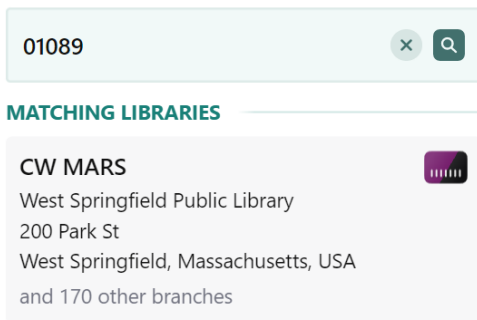 01089
MATCHING LIBRARIES
CW MARS
West Springfield Public Library
200 Park St
West Springfield, Massachusetts, USA
and 170 other branches